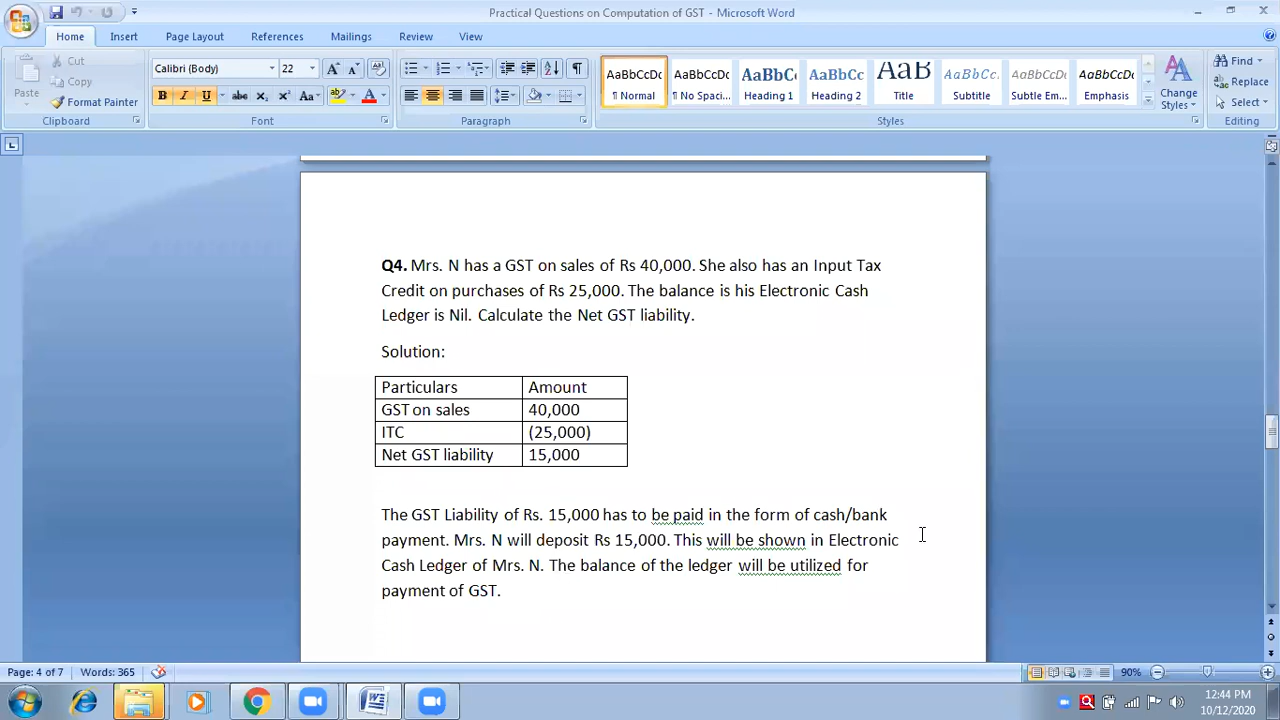 Practical Questions on Computation of GST - Microsoft Word
Home Insert Page Layout References Mailings Review View
Paste
Cut
Copy
Format Painter
Clipboard
Calibri (Body) 22
B I U abc X₂ X² Aa
Font
Paragraph
AaBbCcDc AaBbCcDc AaBbC AaBbCc AaB AaBbCc. AaBbCcDc AaBbCcDc
¶ Normal ¶ No Spaci... Heading 1 Heading 2 Title Subtitle Subtle Em... Emphasis
Styles
Change Styles
Find
Replace
Select
Editing
Q4. Mrs. N has a GST on sales of Rs 40,000. She also has an Input Tax
Credit on purchases of Rs 25,000. The balance is his Electronic Cash
Ledger is Nil. Calculate the Net GST liability.
Solution:
Particulars Amount
GST on sales 40,000
ITC (25,000)
Net GST liability 15,000
The GST Liability of Rs. 15,000 has to be paid in the form of cash/bank
payment. Mrs. N will deposit Rs 15,000. This will be shown in Electronic
Cash Ledger of Mrs. N. The balance of the ledger will be utilized for
payment of GST.
Page: 4 of 7 Words: 365 90%
12:44 PM
10/12/2020